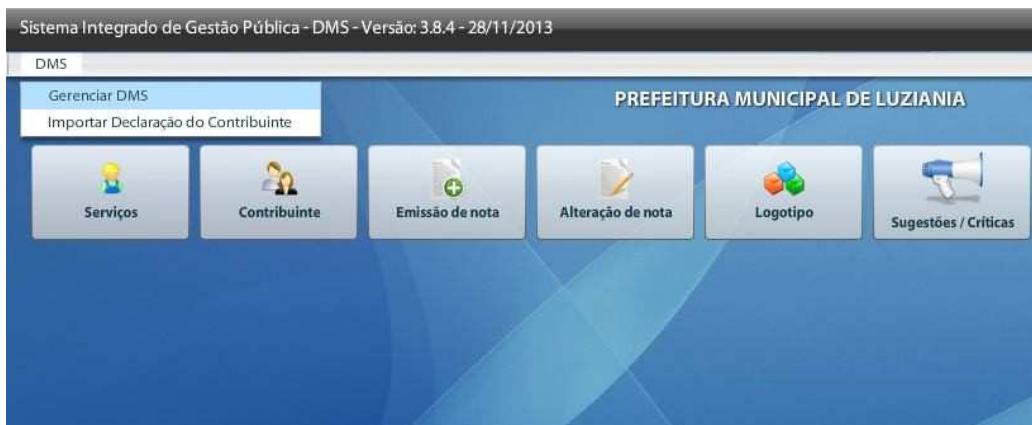 Sistema Integrado de Gestão Pública - DMS - Versão: 3.8.4 - 28/11/2013
DMS
Gerenciar DMS
Importar Declaração do Contribuinte
PREFEITURA MUNICIPAL DE LUZIANIA
Serviços
Contribuinte
Emissão de nota
Alteração de nota
Logotipo
Sugestões / Críticas